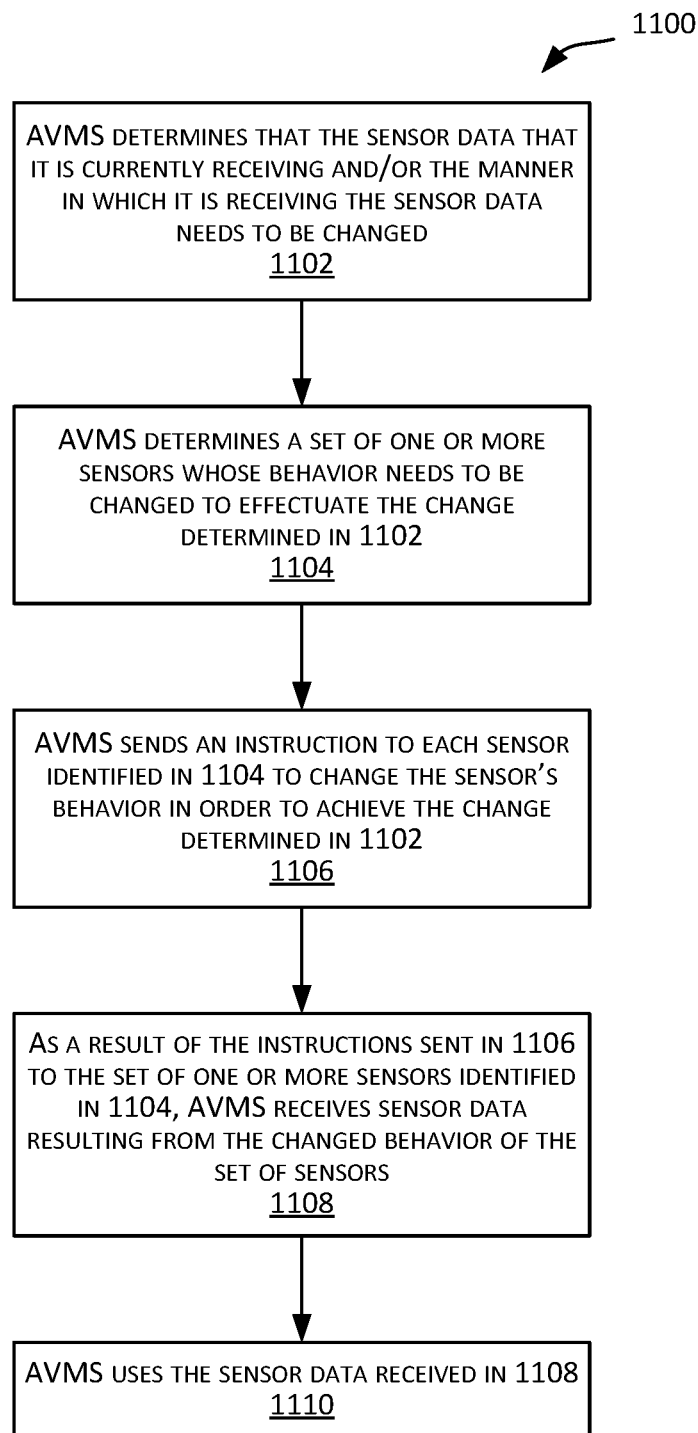 1100
AVMS DETERMINES THAT THE SENSOR DATA THAT
IT IS CURRENTLY RECEIVING AND/OR THE MANNER
IN WHICH IT IS RECEIVING THE SENSOR DATA
NEEDS TO BE CHANGED
1102
AVMS DETERMINES A SET OF ONE OR MORE
SENSORS WHOSE BEHAVIOR NEEDS TO BE
CHANGED TO EFFECTUATE THE CHANGE
DETERMINED IN 1102
1104
AVMS SENDS AN INSTRUCTION TO EACH SENSOR
IDENTIFIED IN 1104 TO CHANGE THE SENSOR'S
BEHAVIOR IN ORDER TO ACHIEVE THE CHANGE
DETERMINED IN 1102
1106
AS A RESULT OF THE INSTRUCTIONS SENT IN 1106
TO THE SET OF ONE OR MORE SENSORS IDENTIFIED
IN 1104, AVMS RECEIVES SENSOR DATA
RESULTING FROM THE CHANGED BEHAVIOR OF THE
SET OF SENSORS
1108
AVMS USES THE SENSOR DATA RECEIVED IN 1108
1110